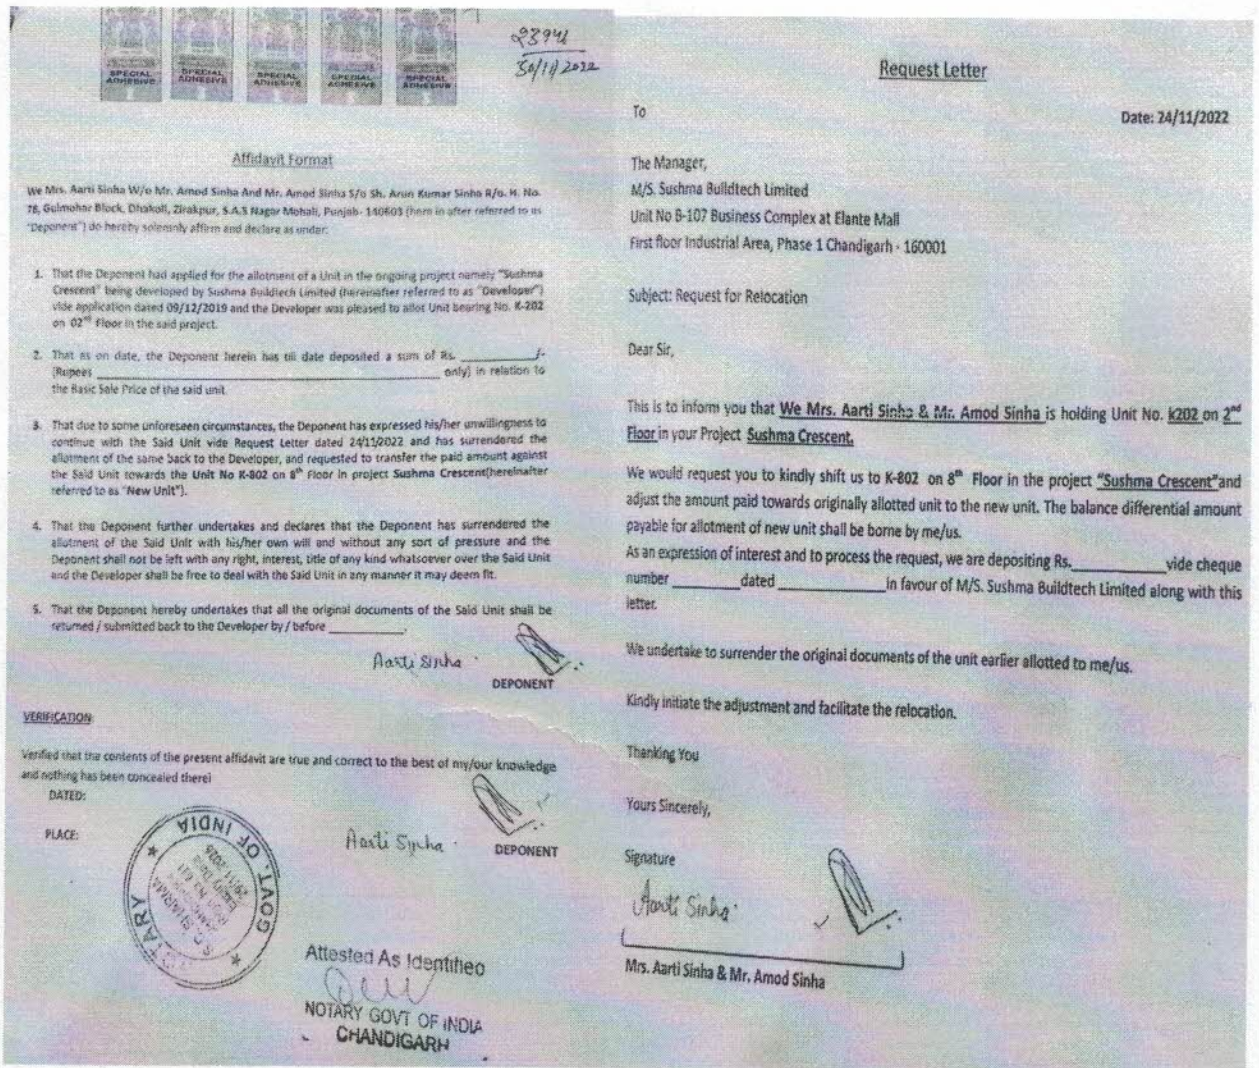 SPECIAL ADHESIVE
SPECIAL ADHESIVE
SPECIAL ADHESIVE
SPECIAL ADHESIVE
SPECIAL ADHESIVE
30/11/2022
Affidavit Format
We Mrs. Aarti Sinha W/o Mr. Amod Sinha And Mr. Amod Sinha S/o Sh. Arun Kumar Sinha R/o. H. No.
78, Gulmohar Block, Dhakoli, Zirakpur, S.A.S Nagar Mohali, Punjab- 140603 (here in after referred to as
"Deponent") do hereby solemnly affirm and declare as under:
1. That the Deponent had applied for the allotment of a Unit in the ongoing project namely "Sushma
Crescent" being developed by Sushma Buildtech Limited (hereinafter referred to as "Developer")
vide application dated 09/12/2019 and the Developer was pleased to allot Unit bearing No. K-202
on 02nd Floor in the said project.
2. That as on date, the Deponent herein has till date deposited a sum of Rs. ___________/-
(Rupees ______________________ only) in relation to
the Basic Sale Price of the said unit.
3. That due to some unforeseen circumstances, the Deponent has expressed his/her unwillingness to
continue with the Said Unit vide Request Letter dated 24/11/2022 and has surrendered the
allotment of the same back to the Developer, and requested to transfer the paid amount against
the Said Unit towards the Unit No K-802 on 8th Floor in project Sushma Crescent(hereinafter
referred to as "New Unit").
4. That the Deponent further undertakes and declares that the Deponent has surrendered the
allotment of the Said Unit with his/her own will and without any sort of pressure and the
Deponent shall not be left with any right, interest, title of any kind whatsoever over the Said Unit
and the Developer shall be free to deal with the Said Unit in any manner it may deem fit.
5. That the Deponent hereby undertakes that all the original documents of the Said Unit shall be
returned / submitted back to the Developer by / before ___________.
Aarti Sinha
DEPONENT
VERIFICATION:
Verified that the contents of the present affidavit are true and correct to the best of my/our knowledge
and nothing has been concealed therei
DATED:
PLACE:
Aarti Sinha
DEPONENT
NOTARY
GOVT. OF INDIA
S.C. SHARMA
Attested As Identified
NOTARY GOVT OF INDIA
CHANDIGARH
Request Letter
To
Date: 24/11/2022
The Manager,
M/S. Sushma Buildtech Limited
Unit No B-107 Business Complex at Elante Mall
First floor Industrial Area, Phase 1 Chandigarh - 160001
Subject: Request for Relocation
Dear Sir,
This is to inform you that We Mrs. Aarti Sinha & Mr. Amod Sinha is holding Unit No. k202 on 2nd
Floor in your Project Sushma Crescent.
We would request you to kindly shift us to K-802 on 8th Floor in the project "Sushma Crescent"and
adjust the amount paid towards originally allotted unit to the new unit. The balance differential amount
payable for allotment of new unit shall be borne by me/us.
As an expression of interest and to process the request, we are depositing Rs.____________vide cheque
number ________dated _____________in favour of M/S. Sushma Buildtech Limited along with this
letter.
We undertake to surrender the original documents of the unit earlier allotted to me/us.
Kindly initiate the adjustment and facilitate the relocation.
Thanking You
Yours Sincerely,
Signature
Aarti Sinha
Mrs. Aarti Sinha & Mr. Amod Sinha